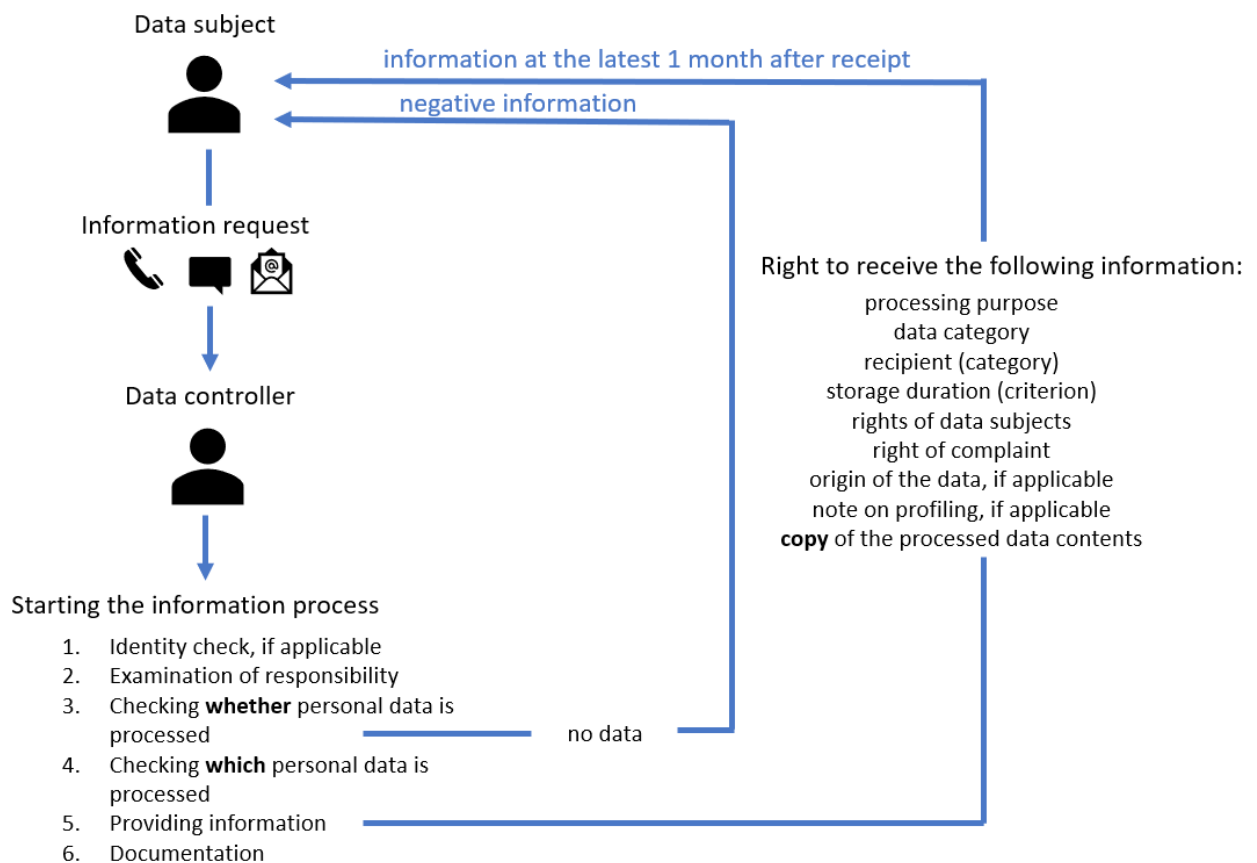 Data subject
information at the latest 1 month after receipt
negative information
Information request
@
Right to receive the following information:
processing purpose
data category
recipient (category)
storage duration (criterion)
rights of data subjects
right of complaint
origin of the data, if applicable
note on profiling, if applicable
copy of the processed data contents
Data controller
Starting the information process
1. Identity check, if applicable
2. Examination of responsibility
3. Checking whether personal data is
processed
no data
4. Checking which personal data is
processed
5. Providing information
6. Documentation